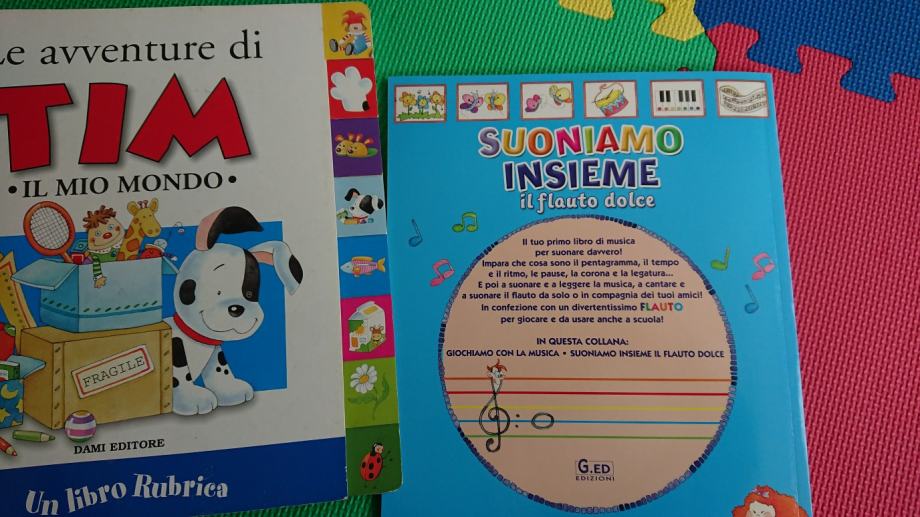 Le avventure di
TIM
• IL MIO MONDO •
FRAGILE
DAMI EDITORE
Un libro Rubrica
SUONIAMO
INSIEME
il flauto dolce
Il tuo primo libro di musica
per suonare davvero!
Impara che cosa sono il pentagramma, il tempo
e il ritmo, le pause, la corona e la legatura...
E poi a suonare e a leggere la musica, a cantare e
a suonare il flauto da solo o in compagnia dei tuoi amici!
In confezione con un divertentissimo FLAUTO
per giocare e da usare anche a scuola!
IN QUESTA COLLANA:
GIOCHIAMO CON LA MUSICA • SUONIAMO INSIEME IL FLAUTO DOLCE
G.ED
EDIZIONI